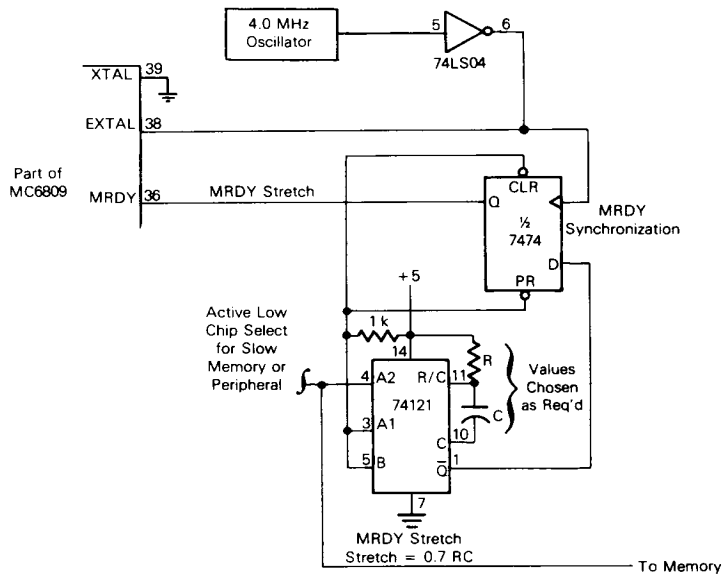 4.0 MHz
Oscillator
5
6
74LS04
XTAL
39
EXTAL
38
Part of
MC6809
MRDY
36
MRDY Stretch
CLR
Q
½
7474
D
PR
MRDY
Synchronization
+5
Active Low
Chip Select
for Slow
Memory or
Peripheral
1 k
14
R
4
A2
R/C
11
74121
C
Values
Chosen
as Req'd
3
A1
10
C
5
B
Q̅
1
7
MRDY Stretch
Stretch = 0.7 RC
To Memory